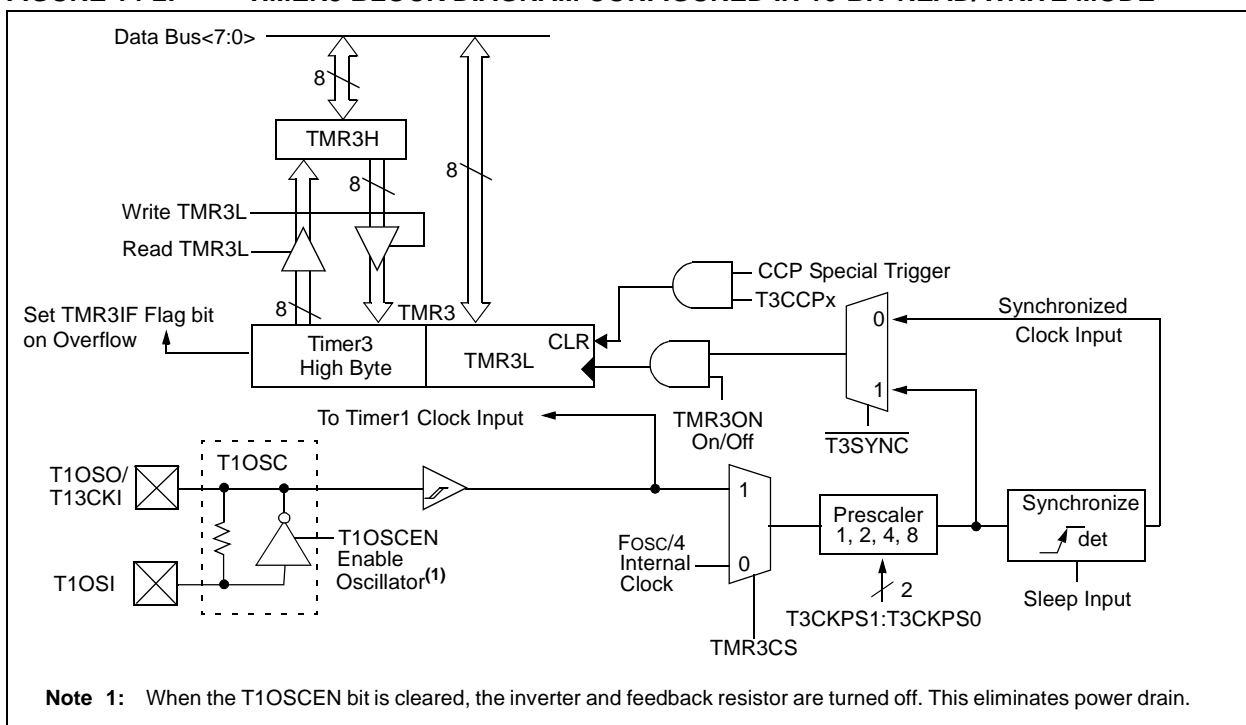 Data Bus<7:0>
8
TMR3H
8
8
Write TMR3L
Read TMR3L
CCP Special Trigger
T3CCPx
8
TMR3
Set TMR3IF Flag bit
on Overflow
Timer3
High Byte
TMR3L
CLR
0
1
Synchronized
Clock Input
To Timer1 Clock Input
TMR3ON
On/Off
T3SYNC
T1OSO/
T13CKI
T1OSC
T1OSCEN
Enable
Oscillator(1)
T1OSI
FOSC/4
Internal
Clock
1
0
Prescaler
1, 2, 4, 8
Synchronize
det
2
T3CKPS1:T3CKPS0
Sleep Input
TMR3CS
Note 1: When the T1OSCEN bit is cleared, the inverter and feedback resistor are turned off. This eliminates power drain.